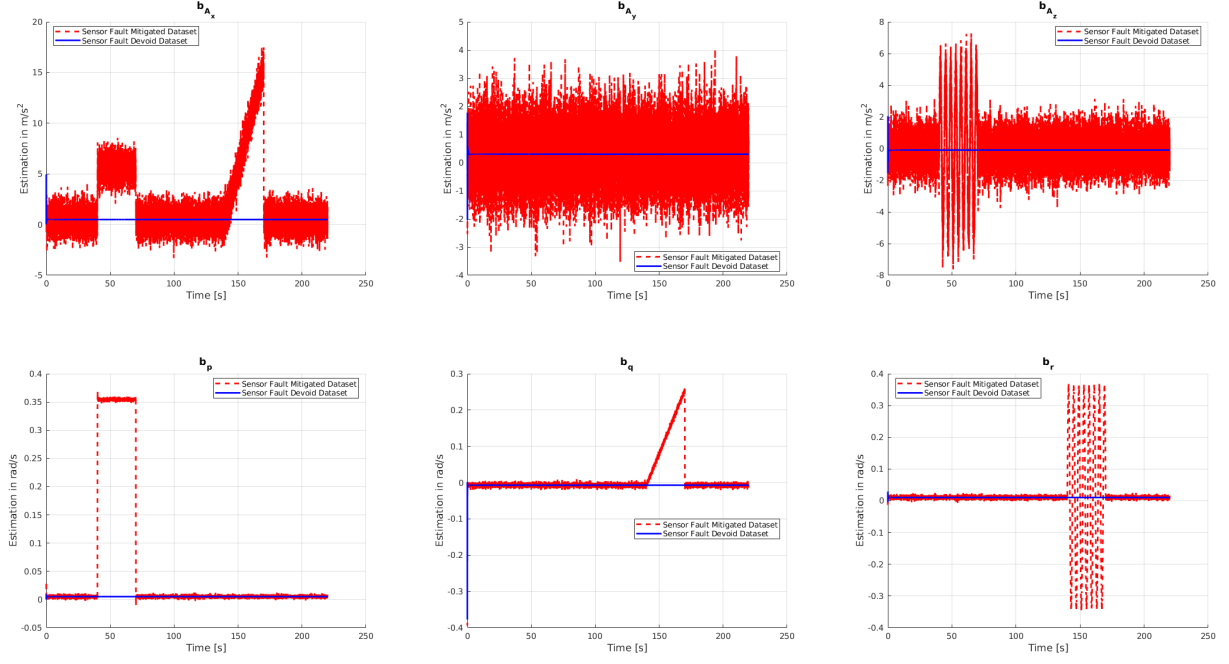 b_{A_x}
20
15
10
5
0
-5
0 50 100 150 200 250
Estimation in m/s²
Time [s]
Sensor Fault Mitigated Dataset
Sensor Fault Devoid Dataset
b_{A_y}
5
4
3
2
1
0
-1
-2
-3
-4
0 50 100 150 200 250
Estimation in m/s²
Time [s]
Sensor Fault Mitigated Dataset
Sensor Fault Devoid Dataset
b_{A_z}
8
6
4
2
0
-2
-4
-6
-8
0 50 100 150 200 250
Estimation in m/s²
Time [s]
Sensor Fault Mitigated Dataset
Sensor Fault Devoid Dataset
b_p
0.4
0.35
0.3
0.25
0.2
0.15
0.1
0.05
0
-0.05
0 50 100 150 200 250
Estimation in rad/s
Time [s]
Sensor Fault Mitigated Dataset
Sensor Fault Devoid Dataset
b_q
0.3
0.2
0.1
0
-0.1
-0.2
-0.3
-0.4
0 50 100 150 200 250
Estimation in rad/s
Time [s]
Sensor Fault Mitigated Dataset
Sensor Fault Devoid Dataset
b_r
0.4
0.3
0.2
0.1
0
-0.1
-0.2
-0.3
-0.4
0 50 100 150 200 250
Estimation in rad/s
Time [s]
Sensor Fault Mitigated Dataset
Sensor Fault Devoid Dataset